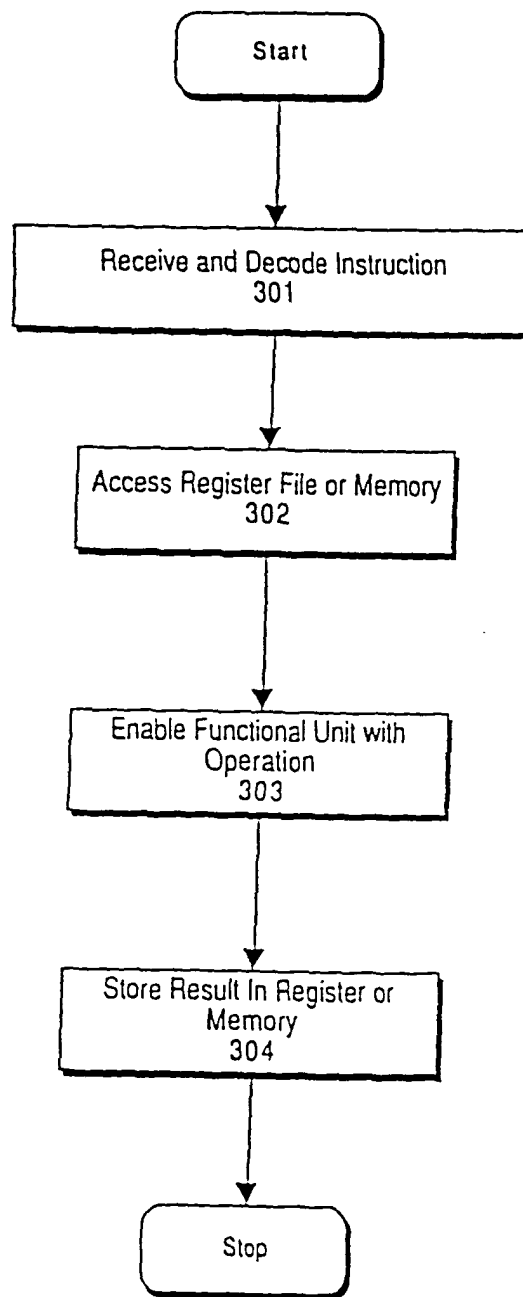 Start
Receive and Decode Instruction
301
Access Register File or Memory
302
Enable Functional Unit with
Operation
303
Store Result In Register or
Memory
304
Stop